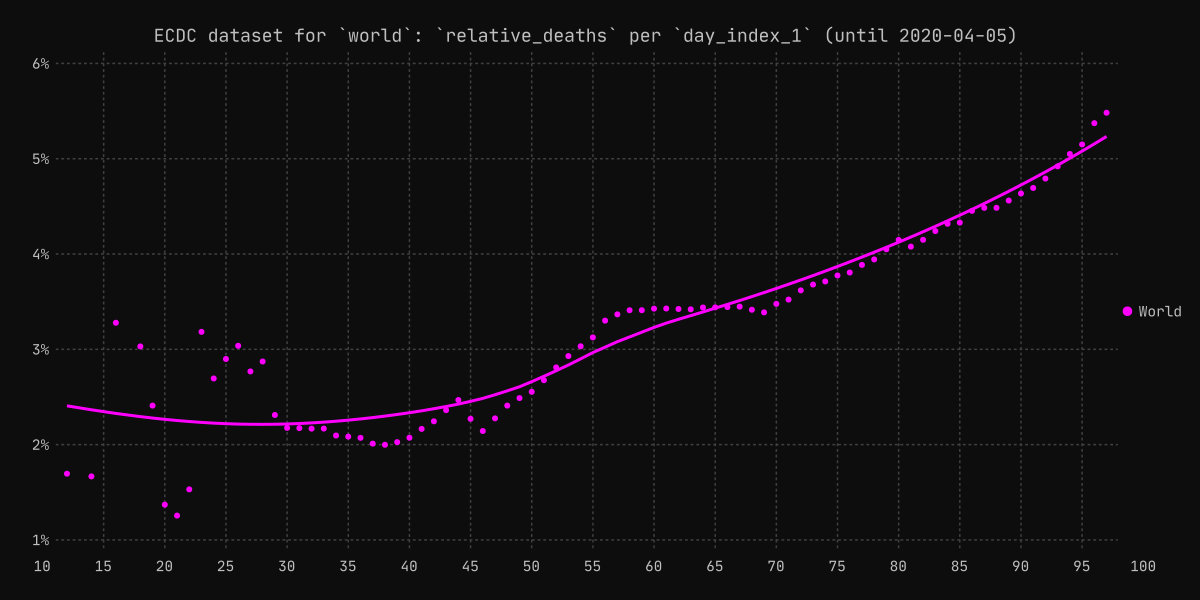 ECDC dataset for `world`: `relative_deaths` per `day_index_1` (until 2020-04-05)
6%
5%
4%
3%
2%
1%
World
10 15 20 25 30 35 40 45 50 55 60 65 70 75 80 85 90 95 100